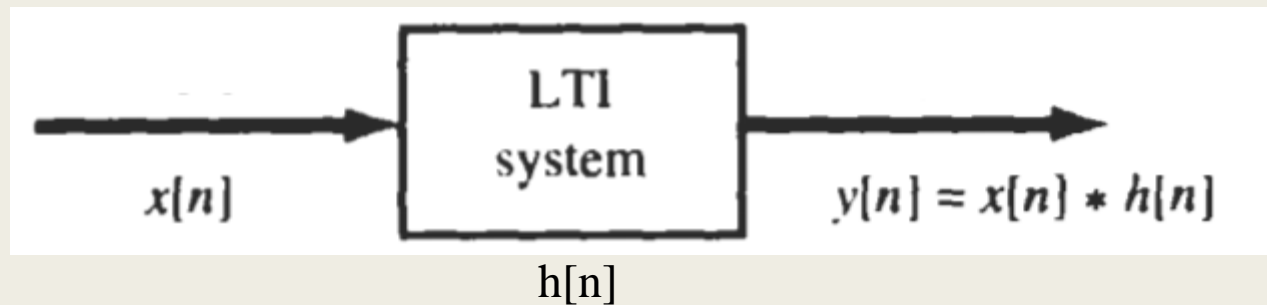 LTI
system
x[n]
y[n] = x[n] * h[n]
h[n]